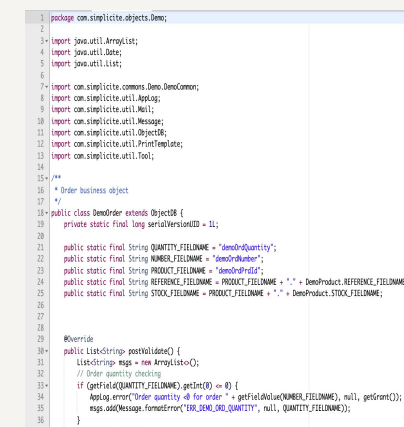 1 package com.simplicite.objects.Demo;
2
3 import java.util.ArrayList;
4 import java.util.Date;
5 import java.util.List;
6
7 import com.simplicite.commons.Demo.DemoCommon;
8 import com.simplicite.util.AppLog;
9 import com.simplicite.util.Mail;
10 import com.simplicite.util.Message;
11 import com.simplicite.util.ObjectDB;
12 import com.simplicite.util.PrintTemplate;
13 import com.simplicite.util.Tool;
14
15 /**
16 * Order business object
17 */
18 public class DemoOrder extends ObjectDB {
19 private static final long serialVersionUID = 1L;
20
21 public static final String QUANTITY_FIELDNAME = "demoOrdQuantity";
22 public static final String NUMBER_FIELDNAME = "demoOrdNumber";
23 public static final String PRODUCT_FIELDNAME = "demoOrdPrdId";
24 public static final String REFERENCE_FIELDNAME = PRODUCT_FIELDNAME + "." + DemoProduct.REFERENCE_FIELDNAME
25 public static final String STOCK_FIELDNAME = PRODUCT_FIELDNAME + "." + DemoProduct.STOCK_FIELDNAME;
26
27
28
29 @Override
30 public List<String> postValidate() {
31 List<String> msgs = new ArrayList<>();
32 // Order quantity checking
33 if (getField(QUANTITY_FIELDNAME).getInt(0) <= 0) {
34 AppLog.error("Order quantity <0 for order " + getFieldValue(NUMBER_FIELDNAME), null, getGrant());
35 msgs.add(Message.formatError("ERR_DEMO_ORD_QUANTITY", null, QUANTITY_FIELDNAME));
36 }